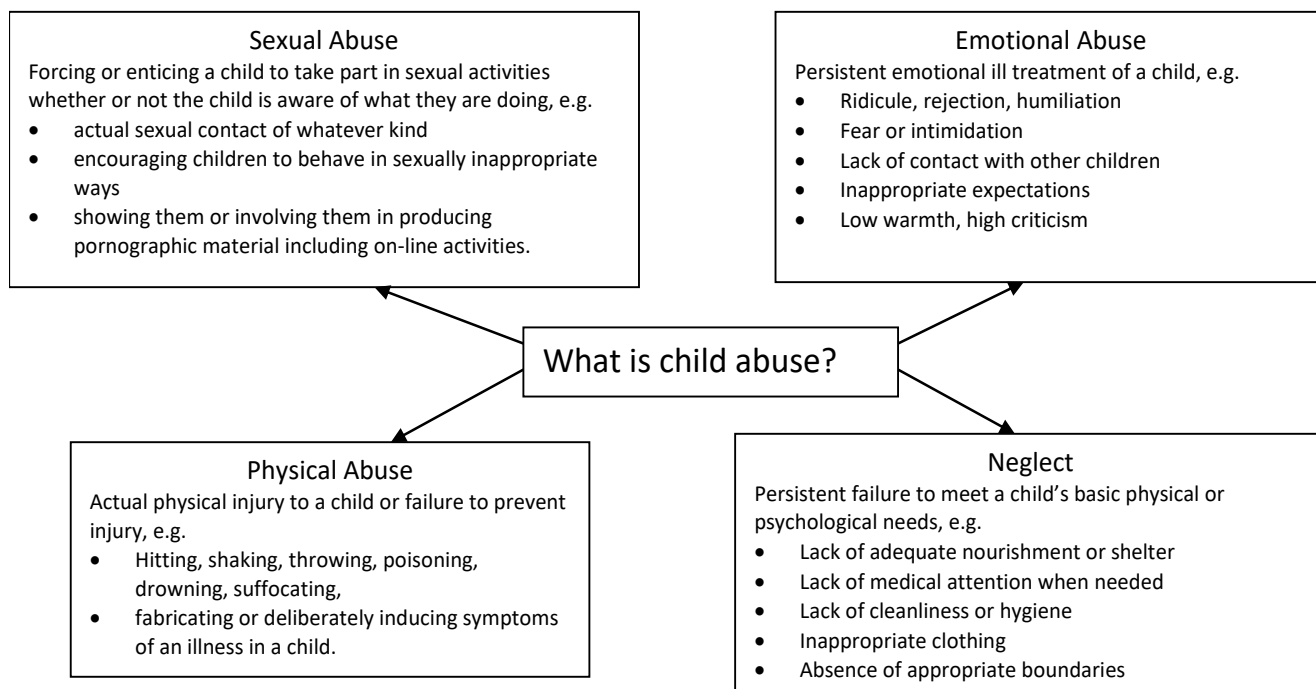 Sexual Abuse
Forcing or enticing a child to take part in sexual activities
whether or not the child is aware of what they are doing, e.g.
• actual sexual contact of whatever kind
• encouraging children to behave in sexually inappropriate
ways
• showing them or involving them in producing
pornographic material including on-line activities.
Emotional Abuse
Persistent emotional ill treatment of a child, e.g.
• Ridicule, rejection, humiliation
• Fear or intimidation
• Lack of contact with other children
• Inappropriate expectations
• Low warmth, high criticism
What is child abuse?
Physical Abuse
Actual physical injury to a child or failure to prevent
injury, e.g.
• Hitting, shaking, throwing, poisoning,
drowning, suffocating,
• fabricating or deliberately inducing symptoms
of an illness in a child.
Neglect
Persistent failure to meet a child’s basic physical or
psychological needs, e.g.
• Lack of adequate nourishment or shelter
• Lack of medical attention when needed
• Lack of cleanliness or hygiene
• Inappropriate clothing
• Absence of appropriate boundaries